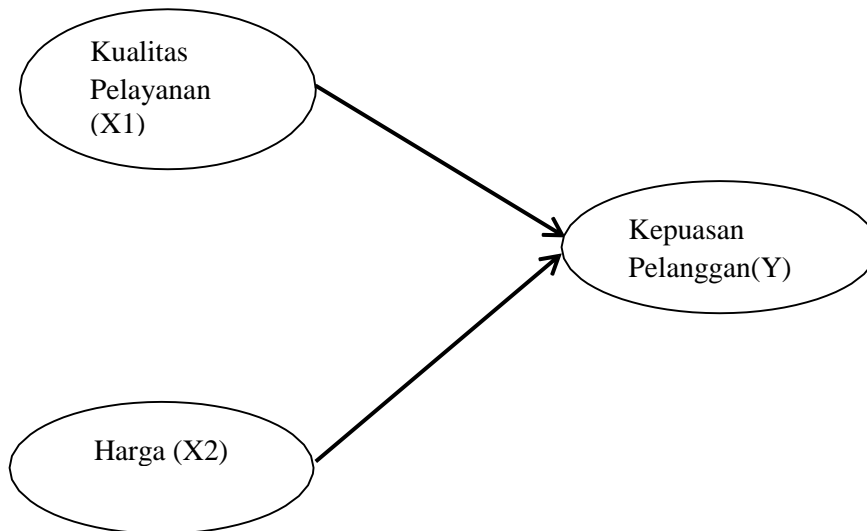 Kualitas
Pelayanan
(X1)
Kepuasan
Pelanggan(Y)
Harga (X2)